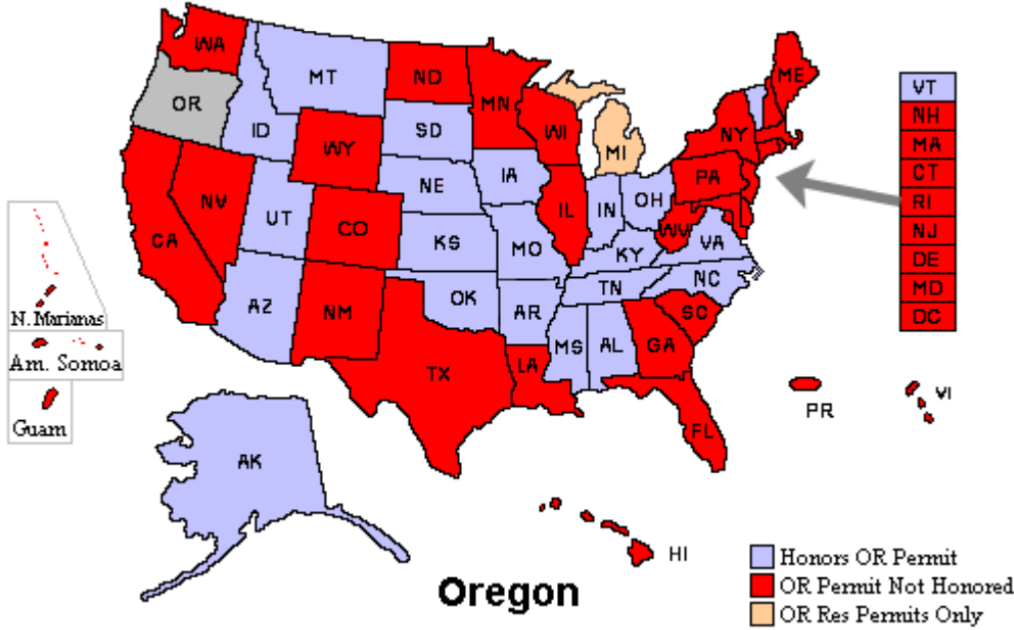 WA
MT
ND
MN
ME
OR
ID
SD
WI
MI
NY
WY
NE
IA
PA
NV
UT
CO
KS
IL
IN
OH
WV
VA
CA
MO
KY
NC
AZ
NM
OK
AR
TN
SC
TX
LA
MS
AL
GA
FL
AK
HI
VT
NH
MA
CT
RI
NJ
DE
MD
DC
PR
VI
N. Marianas
Am. Somoa
Guam
Oregon
Honors OR Permit
OR Permit Not Honored
OR Res Permits Only